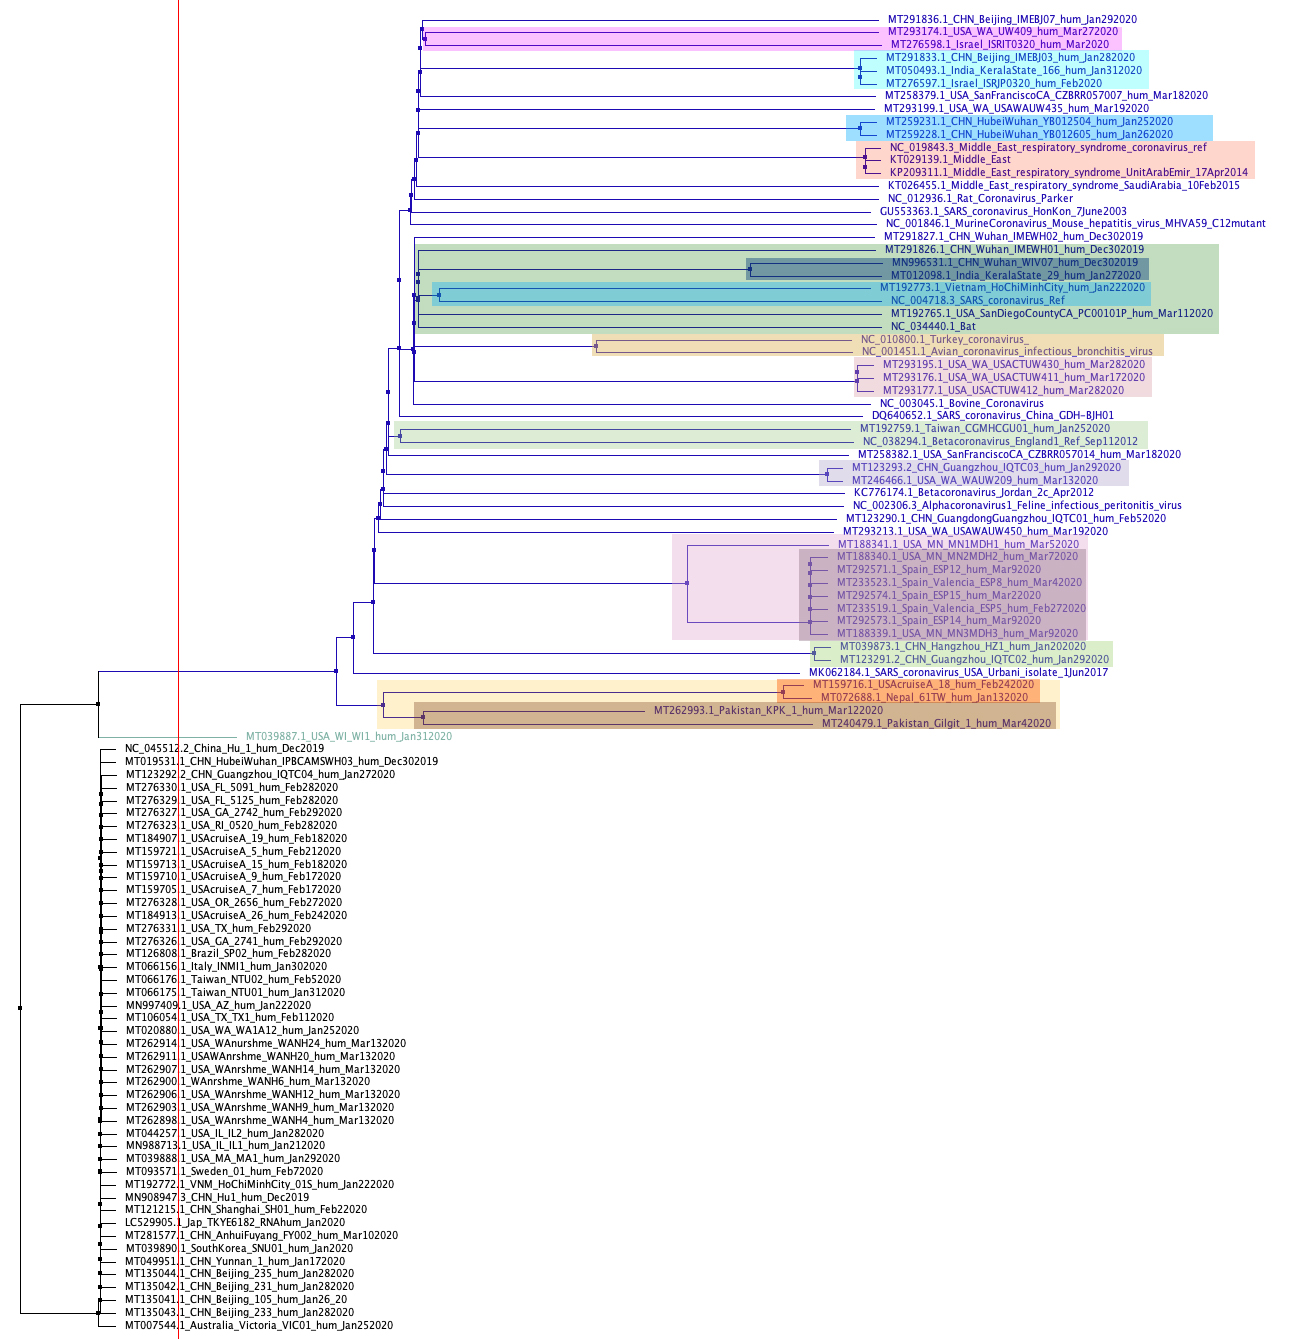 MT291836.1_CHN_Beijing_IMEBJ07_hum_Jan292020
MT293174.1_USA_WA_UW409_hum_Mar272020
MT276598.1_Israel_ISRIT0320_hum_Mar2020
MT291833.1_CHN_Beijing_IMEBJ03_hum_Jan282020
MT050493.1_India_KeralaState_166_hum_Jan312020
MT276597.1_Israel_ISRJP0320_hum_Feb2020
MT258379.1_USA_SanFranciscoCA_CZBRR057007_hum_Mar182020
MT293199.1_USA_WA_USAWAUW435_hum_Mar192020
MT259231.1_CHN_HubeiWuhan_YB012504_hum_Jan252020
MT259228.1_CHN_HubeiWuhan_YB012605_hum_Jan262020
NC_019843.3_Middle_East_respiratory_syndrome_coronavirus_ref
KT029139.1_Middle_East
KP209311.1_Middle_East_respiratory_syndrome_UnitArabEmir_17Apr2014
KT026455.1_Middle_East_respiratory_syndrome_SaudiArabia_10Feb2015
NC_012936.1_Rat_Coronavirus_Parker
GU553363.1_SARS_coronavirus_HonKon_7June2003
NC_001846.1_MurineCoronavirus_Mouse_hepatitis_virus_MHVA59_C12mutant
MT291827.1_CHN_Wuhan_IMEWH02_hum_Dec302019
MT291826.1_CHN_Wuhan_IMEWH01_hum_Dec302019
MN996531.1_CHN_Wuhan_WIV07_hum_Dec302019
MT012098.1_India_KeralaState_29_hum_Jan272020
MT192773.1_Vietnam_HoChiMinhCity_hum_Jan222020
NC_004718.3_SARS_coronavirus_Ref
MT192765.1_USA_SanDiegoCountyCA_PC00101P_hum_Mar112020
NC_034440.1_Bat
NC_010800.1_Turkey_coronavirus_
NC_001451.1_Avian_coronavirus_infectious_bronchitis_virus
MT293195.1_USA_WA_USACTUW430_hum_Mar282020
MT293176.1_USA_WA_USACTUW411_hum_Mar172020
MT293177.1_USA_USACTUW412_hum_Mar282020
NC_003045.1_Bovine_Coronavirus
DQ640652.1_SARS_coronavirus_China_GDH-BJH01
MT192759.1_Taiwan_CGMHCGU01_hum_Jan252020
NC_038294.1_Betacoronavirus_England1_Ref_Sep112012
MT258382.1_USA_SanFranciscoCA_CZBRR057014_hum_Mar182020
MT123293.2_CHN_Guangzhou_IQTC03_hum_Jan292020
MT246466.1_USA_WA_WAUW209_hum_Mar132020
KC776174.1_Betacoronavirus_Jordan_2c_Apr2012
NC_002306.3_Alphacoronavirus1_Feline_infectious_peritonitis_virus
MT123290.1_CHN_GuangdongGuangzhou_IQTC01_hum_Feb52020
MT293213.1_USA_WA_USAWAUW450_hum_Mar192020
MT188341.1_USA_MN_MN1MDH1_hum_Mar52020
MT188340.1_USA_MN_MN2MDH2_hum_Mar72020
MT292571.1_Spain_ESP12_hum_Mar92020
MT233523.1_Spain_Valencia_ESP8_hum_Mar42020
MT292574.1_Spain_ESP15_hum_Mar22020
MT233519.1_Spain_Valencia_ESP5_hum_Feb272020
MT292573.1_Spain_ESP14_hum_Mar92020
MT188339.1_USA_MN_MN3MDH3_hum_Mar92020
MT039873.1_CHN_Hangzhou_HZ1_hum_Jan202020
MT123291.2_CHN_Guangzhou_IQTC02_hum_Jan292020
MK062184.1_SARS_coronavirus_USA_Urbani_isolate_1Jun2017
MT159716.1_USAcruiseA_18_hum_Feb242020
MT072688.1_Nepal_61TW_hum_Jan132020
MT262993.1_Pakistan_KPK_1_hum_Mar122020
MT240479.1_Pakistan_Gilgit_1_hum_Mar42020
MT039887.1_USA_WI_WI1_hum_Jan312020
NC_045512.2_China_Hu_1_hum_Dec2019
MT019531.1_CHN_HubeiWuhan_IPBCAMSWH03_hum_Dec302019
MT123292.2_CHN_Guangzhou_IQTC04_hum_Jan272020
MT276330.1_USA_FL_5091_hum_Feb282020
MT276329.1_USA_FL_5125_hum_Feb282020
MT276327.1_USA_GA_2742_hum_Feb292020
MT276323.1_USA_RI_0520_hum_Feb282020
MT184907.1_USAcruiseA_19_hum_Feb182020
MT159721.1_USAcruiseA_5_hum_Feb212020
MT159713.1_USAcruiseA_15_hum_Feb182020
MT159710.1_USAcruiseA_9_hum_Feb172020
MT159705.1_USAcruiseA_7_hum_Feb172020
MT276328.1_USA_OR_2656_hum_Feb272020
MT184913.1_USAcruiseA_26_hum_Feb242020
MT276331.1_USA_TX_hum_Feb292020
MT276326.1_USA_GA_2741_hum_Feb292020
MT126808.1_Brazil_SP02_hum_Feb282020
MT066156.1_Italy_INMI1_hum_Jan302020
MT066176.1_Taiwan_NTU02_hum_Feb52020
MT066175.1_Taiwan_NTU01_hum_Jan312020
MN997409.1_USA_AZ_hum_Jan222020
MT106054.1_USA_TX_TX1_hum_Feb112020
MT020880.1_USA_WA_WA1A12_hum_Jan252020
MT262914.1_USA_WAnurshme_WANH24_hum_Mar132020
MT262911.1_USAWAnrshme_WANH20_hum_Mar132020
MT262907.1_USA_WAnrshme_WANH14_hum_Mar132020
MT262900.1_WAnrshme_WANH6_hum_Mar132020
MT262906.1_USA_WAnrshme_WANH12_hum_Mar132020
MT262903.1_USA_WAnrshme_WANH9_hum_Mar132020
MT262898.1_USA_WAnrshme_WANH4_hum_Mar132020
MT044257.1_USA_IL_IL2_hum_Jan282020
MN988713.1_USA_IL_IL1_hum_Jan212020
MT039888.1_USA_MA_MA1_hum_Jan292020
MT093571.1_Sweden_01_hum_Feb72020
MT192772.1_VNM_HoChiMinhCity_01S_hum_Jan222020
MN908947.3_CHN_Hu1_hum_Dec2019
MT121215.1_CHN_Shanghai_SH01_hum_Feb22020
LC529905.1_Jap_TKYE6182_RNAhum_Jan2020
MT281577.1_CHN_AnhuiFuyang_FY002_hum_Mar102020
MT039890.1_SouthKorea_SNU01_hum_Jan2020
MT049951.1_CHN_Yunnan_1_hum_Jan172020
MT135044.1_CHN_Beijing_235_hum_Jan282020
MT135042.1_CHN_Beijing_231_hum_Jan282020
MT135041.1_CHN_Beijing_105_hum_Jan26_20
MT135043.1_CHN_Beijing_233_hum_Jan282020
MT007544.1_Australia_Victoria_VIC01_hum_Jan252020